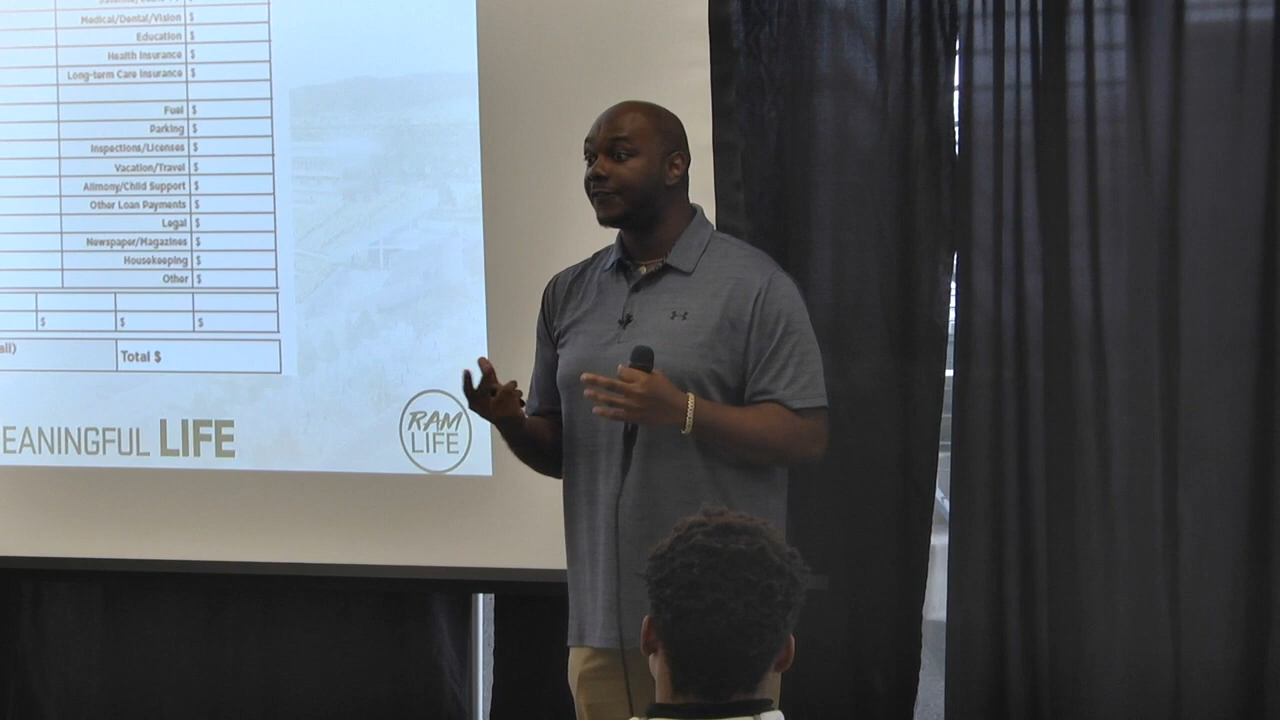 Medical/Dental/Vision $
Education $
Health Insurance $
Long-term Care Insurance $
Fuel $
Parking $
Inspections/Licenses $
Vacation/Travel $
Alimony/Child Support $
Other Loan Payments $
Legal $
Newspaper/Magazines $
Housekeeping $
Other $
$ $ $
Total $
EANINGFUL LIFE
RAM
LIFE